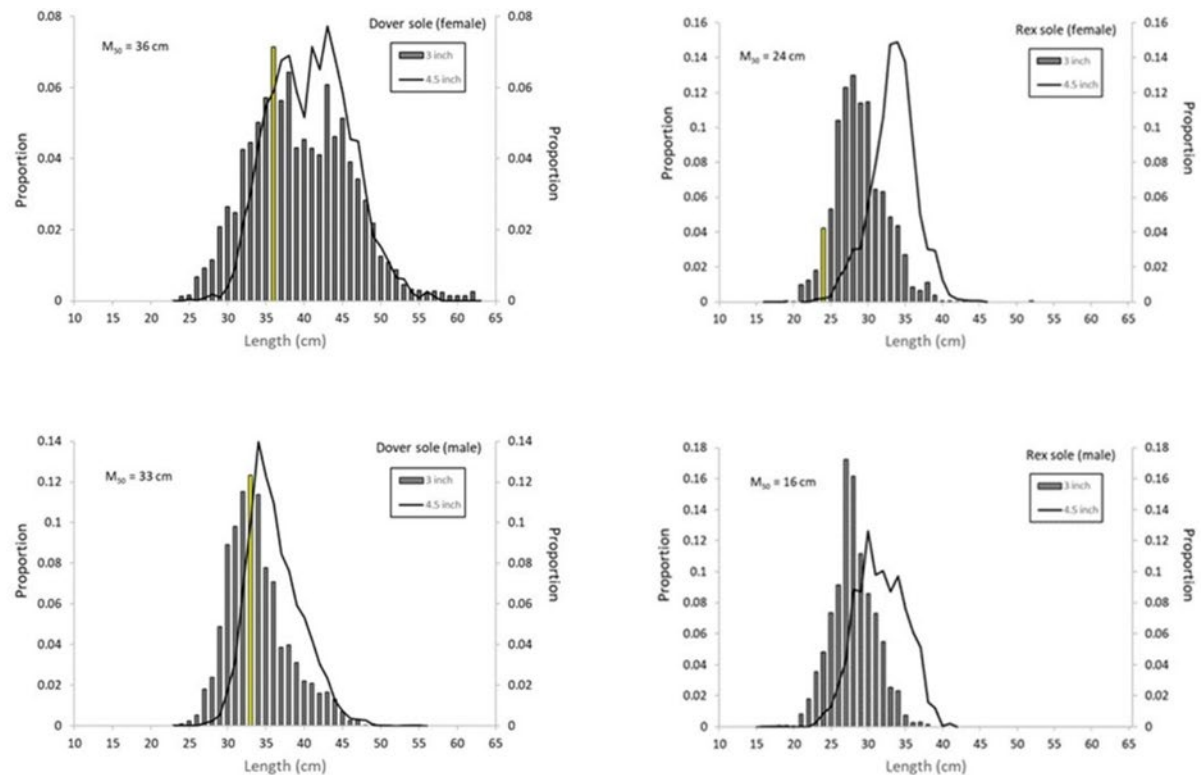 Dover sole (female)
M50 = 36 cm
3 inch
4.5 inch
Proportion
Proportion
0.08
0.06
0.04
0.02
0
0.08
0.06
0.04
0.02
0
10 15 20 25 30 35 40 45 50 55 60 65
Length (cm)
Rex sole (female)
M50 = 24 cm
3 inch
4.5 inch
Proportion
Proportion
0.16
0.14
0.12
0.1
0.08
0.06
0.04
0.02
0
0.16
0.14
0.12
0.1
0.08
0.06
0.04
0.02
0
10 15 20 25 30 35 40 45 50 55 60 65
Length (cm)
Dover sole (male)
M50 = 33 cm
3 inch
4.5 inch
Proportion
Proportion
0.14
0.12
0.1
0.08
0.06
0.04
0.02
0
0.14
0.12
0.1
0.08
0.06
0.04
0.02
0
10 15 20 25 30 35 40 45 50 55 60 65
Length (cm)
Rex sole (male)
M50 = 16 cm
3 inch
4.5 inch
Proportion
Proportion
0.18
0.16
0.14
0.12
0.1
0.08
0.06
0.04
0.02
0
0.18
0.16
0.14
0.12
0.1
0.08
0.06
0.04
0.02
0
10 15 20 25 30 35 40 45 50 55 60 65
Length (cm)